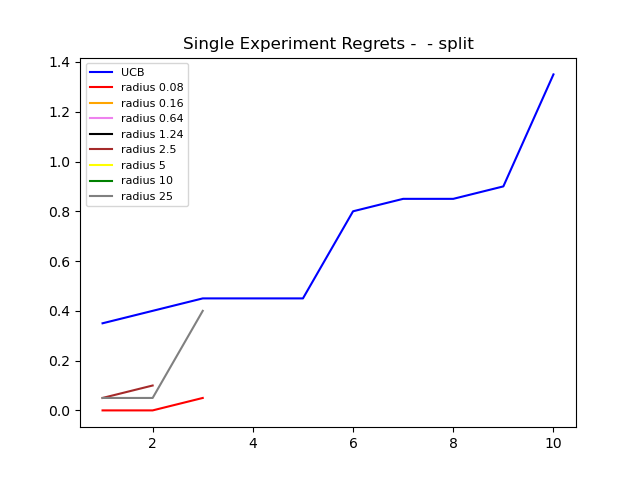 Single Experiment Regrets -  - split
1.4
1.2
1.0
0.8
0.6
0.4
0.2
0.0
UCB
radius 0.08
radius 0.16
radius 0.64
radius 1.24
radius 2.5
radius 5
radius 10
radius 25
2 4 6 8 10